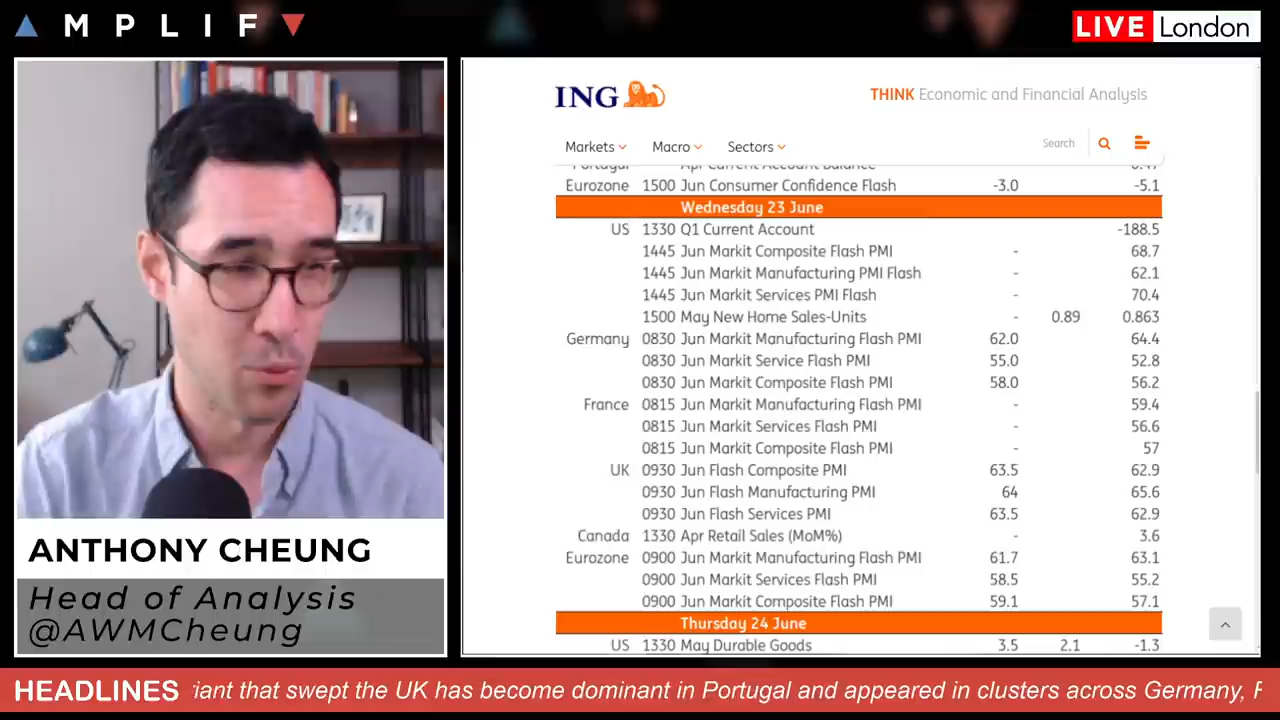 AMPLIFY
LIVE London
ING
THINK Economic and Financial Analysis
Markets Macro Sectors Search
Portugal Apr Current Account Balance
Eurozone 1500 Jun Consumer Confidence Flash -3.0 -5.1
Wednesday 23 June
US 1330 Q1 Current Account -188.5
1445 Jun Markit Composite Flash PMI - 68.7
1445 Jun Markit Manufacturing PMI Flash - 62.1
1445 Jun Markit Services PMI Flash - 70.4
1500 May New Home Sales-Units - 0.89 0.863
Germany 0830 Jun Markit Manufacturing Flash PMI 62.0 64.4
0830 Jun Markit Service Flash PMI 55.0 52.8
0830 Jun Markit Composite Flash PMI 58.0 56.2
France 0815 Jun Markit Manufacturing Flash PMI - 59.4
0815 Jun Markit Services Flash PMI - 56.6
0815 Jun Markit Composite Flash PMI - 57
UK 0930 Jun Flash Composite PMI 63.5 62.9
0930 Jun Flash Manufacturing PMI 64 65.6
0930 Jun Flash Services PMI 63.5 62.9
Canada 1330 Apr Retail Sales (MoM%) - 3.6
Eurozone 0900 Jun Markit Manufacturing Flash PMI 61.7 63.1
0900 Jun Markit Services Flash PMI 58.5 55.2
0900 Jun Markit Composite Flash PMI 59.1 57.1
Thursday 24 June
US 1330 May Durable Goods 3.5 2.1 -1.3
ANTHONY CHEUNG
Head of Analysis
@AWMCheung
HEADLINES iant that swept the UK has become dominant in Portugal and appeared in clusters across Germany, F